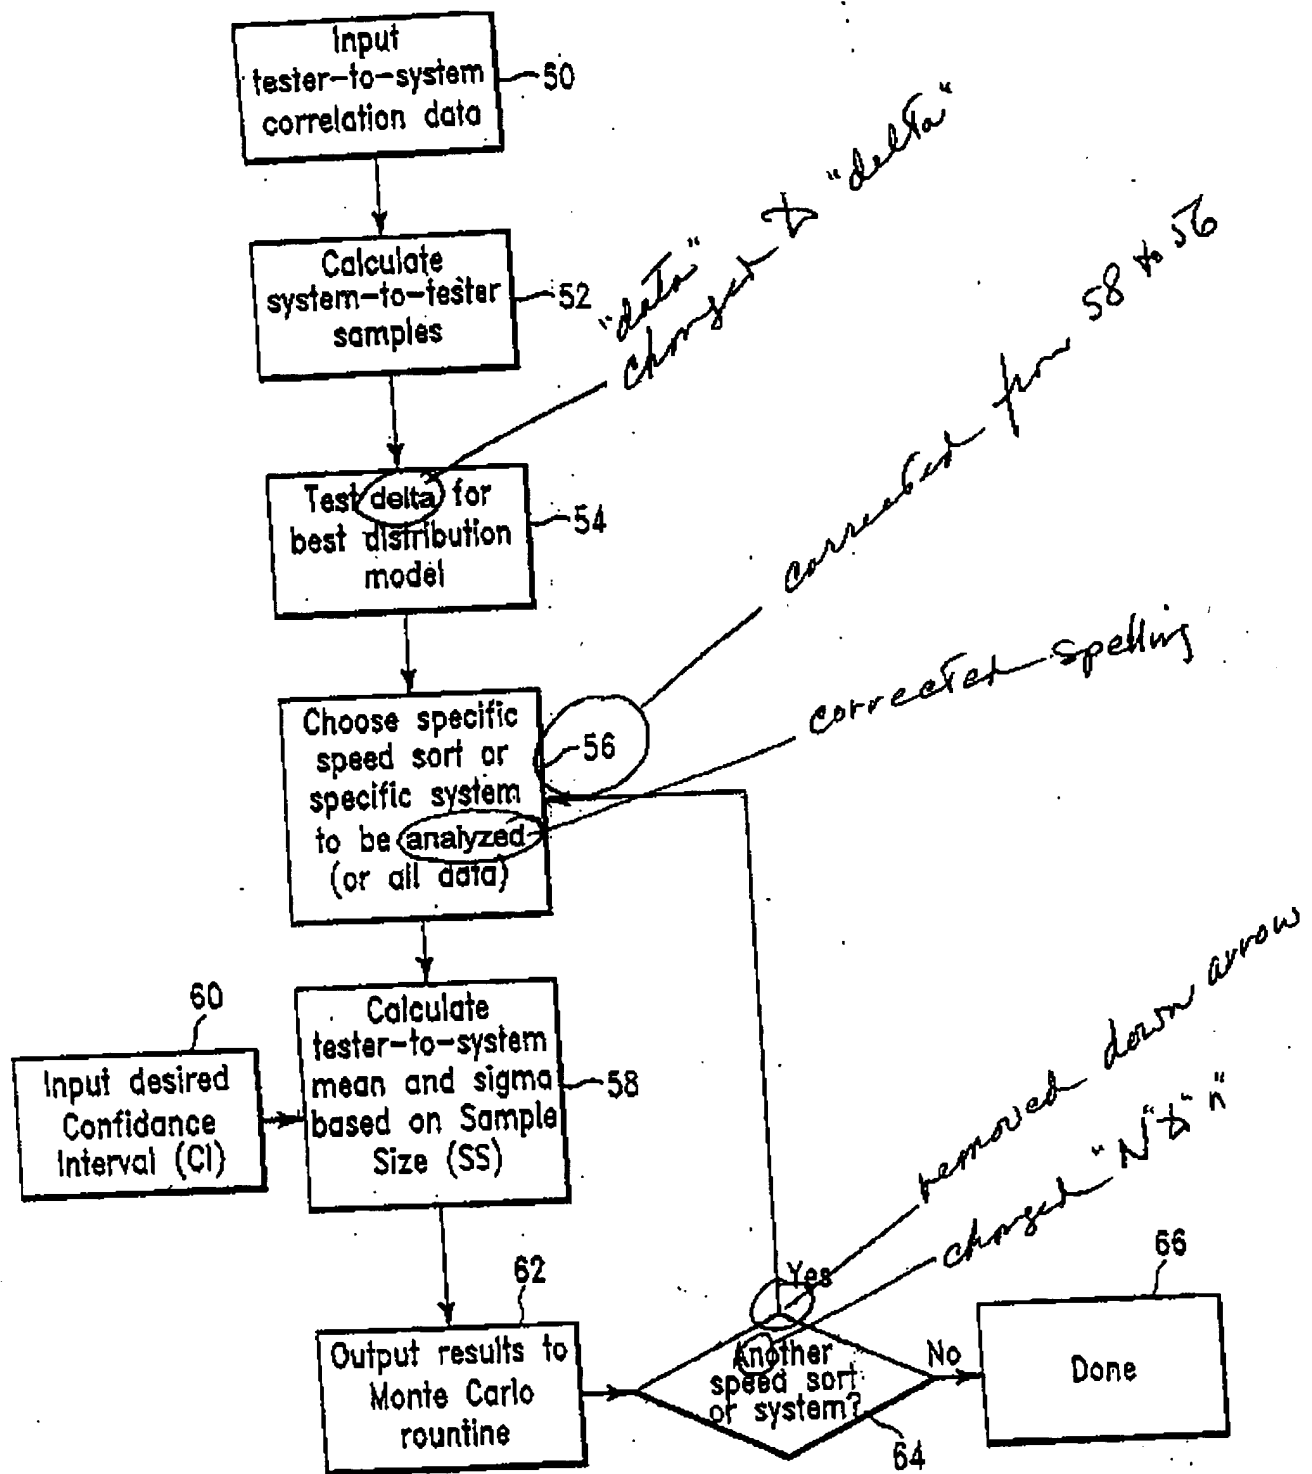 Input
tester-to-system
correlation data
50
Calculate
system-to-tester
samples
52
"data"
changed to "delta"
Test delta for
best distribution
model
54
corrected from 58 to 56
Choose specific
speed sort or
specific system
to be analyzed
(or all data)
56
corrected spelling
60
Input desired
Confidance
Interval (CI)
Calculate
tester-to-system
mean and sigma
based on Sample
Size (SS)
58
removed down arrow
changed "N" to "n"
62
Output results to
Monte Carlo
rountine
Yes
Another
speed sort
or system?
64
No
66
Done